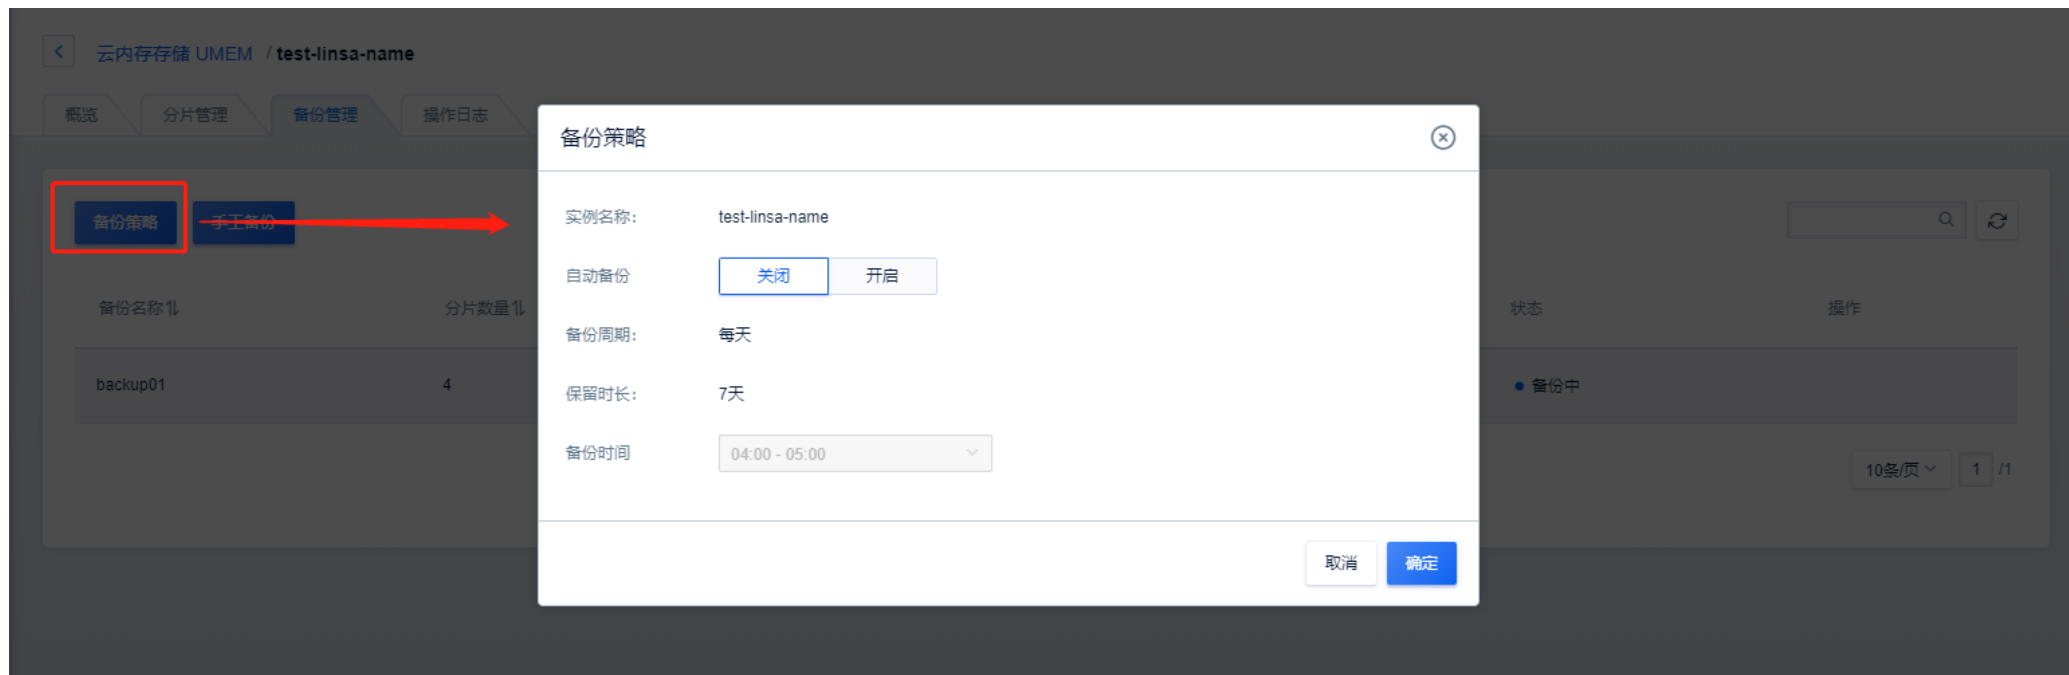 云内存存储 UMEM / test-linsa-name
概览 分片管理 备份管理 操作日志
备份策略 手工备份
备份名称 分片数量 状态 操作
backup01 4 备份中
10条/页 1 /1
备份策略
实例名称: test-linsa-name
自动备份 关闭 开启
备份周期: 每天
保留时长: 7天
备份时间 04:00 - 05:00
取消 确定